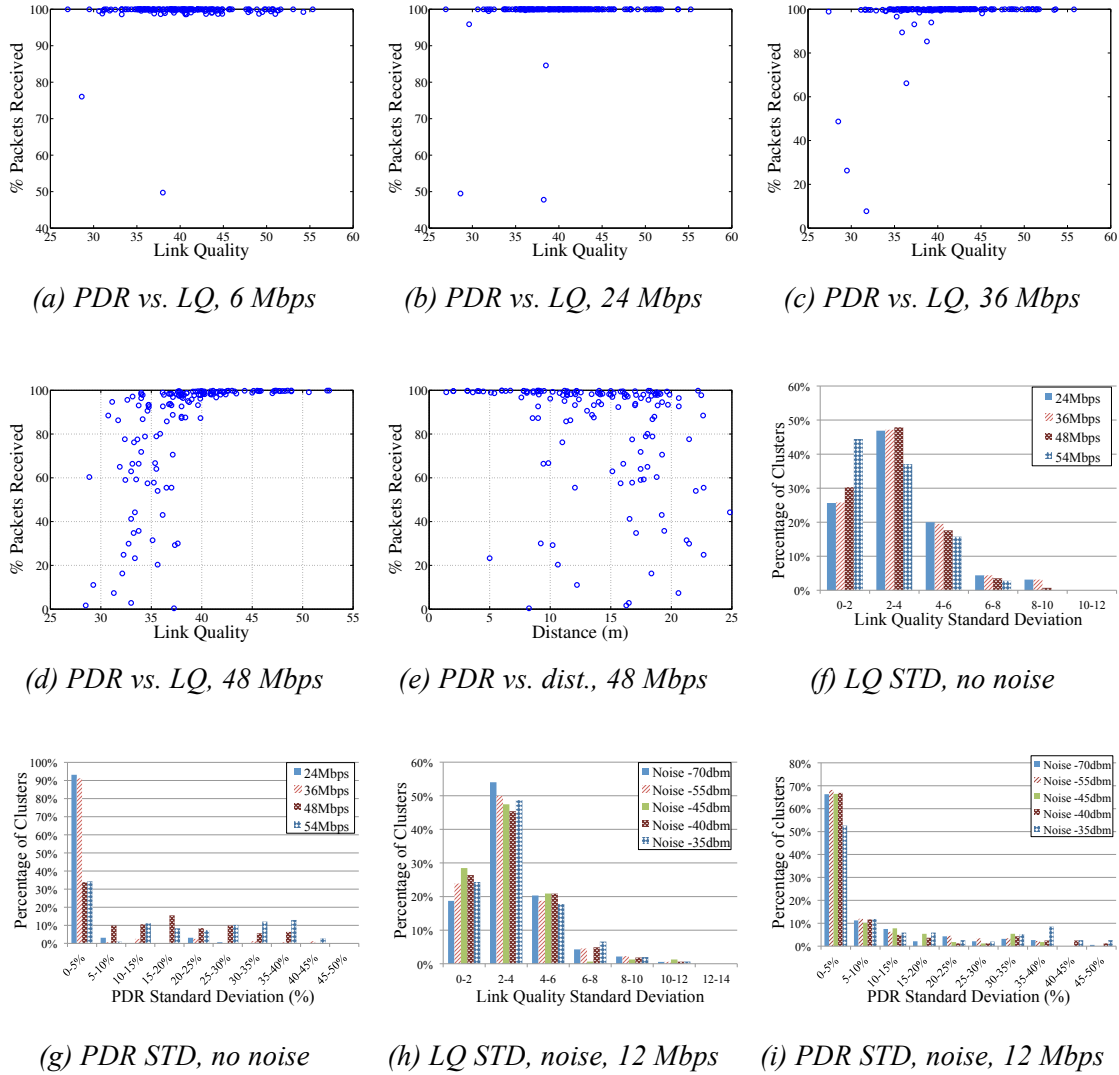 % Packets Received
100
90
80
70
60
50
40
25 30 35 40 45 50 55 60
Link Quality
(a) PDR vs. LQ, 6 Mbps
% Packets Received
100
90
80
70
60
50
40
25 30 35 40 45 50 55 60
Link Quality
(b) PDR vs. LQ, 24 Mbps
% Packets Received
100
80
60
40
20
0
25 30 35 40 45 50 55 60
Link Quality
(c) PDR vs. LQ, 36 Mbps
% Packets Received
100
80
60
40
20
0
25 30 35 40 45 50 55
Link Quality
(d) PDR vs. LQ, 48 Mbps
% Packets Received
100
80
60
40
20
0
0 5 10 15 20 25
Distance (m)
(e) PDR vs. dist., 48 Mbps
Percentage of Clusters
60%
50%
40%
30%
20%
10%
0%
24Mbps
36Mbps
48Mbps
54Mbps
0-2 2-4 4-6 6-8 8-10 10-12
Link Quality Standard Deviation
(f) LQ STD, no noise
Percentage of Clusters
100%
90%
80%
70%
60%
50%
40%
30%
20%
10%
0%
24Mbps
36Mbps
48Mbps
54Mbps
0-5% 5-10% 10-15% 15-20% 20-25% 25-30% 30-35% 35-40% 40-45% 45-50%
PDR Standard Deviation (%)
(g) PDR STD, no noise
Percentage of Clusters
60%
50%
40%
30%
20%
10%
0%
Noise -70dbm
Noise -55dbm
Noise -45dbm
Noise -40dbm
Noise -35dbm
0-2 2-4 4-6 6-8 8-10 10-12 12-14
Link Quality Standard Deviation
(h) LQ STD, noise, 12 Mbps
Percentage of clusters
80%
70%
60%
50%
40%
30%
20%
10%
0%
Noise -70dbm
Noise -55dbm
Noise -45dbm
Noise -40dbm
Noise -35dbm
0-5% 5-10% 10-15% 15-20% 20-25% 25-30% 30-35% 35-40% 40-45% 45-50%
PDR Standard Deviation (%)
(i) PDR STD, noise, 12 Mbps